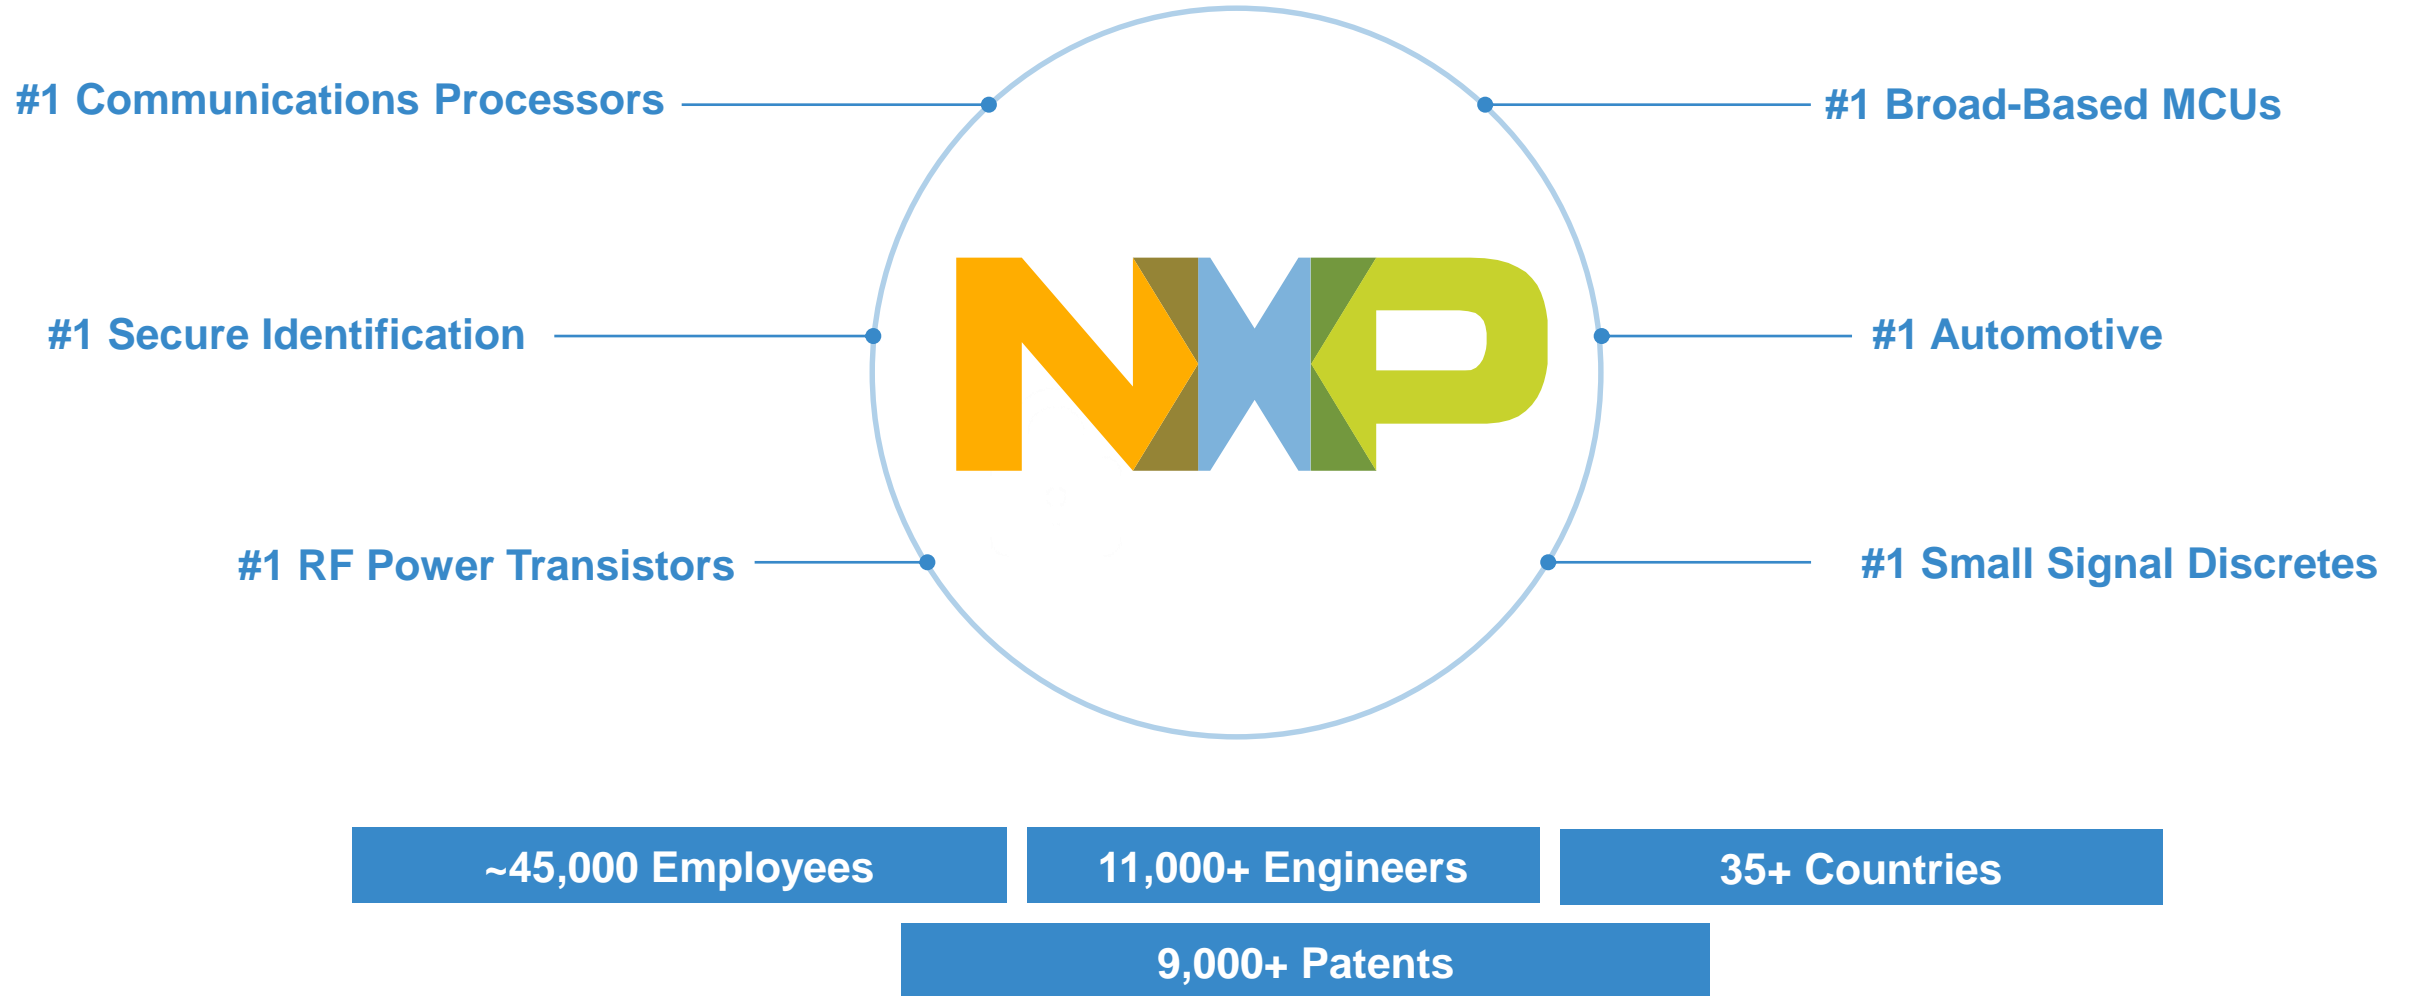 #1 Communications Processors
#1 Broad-Based MCUs
NXP
#1 Secure Identification
#1 Automotive
#1 RF Power Transistors
#1 Small Signal Discretes
~45,000 Employees
11,000+ Engineers
35+ Countries
9,000+ Patents